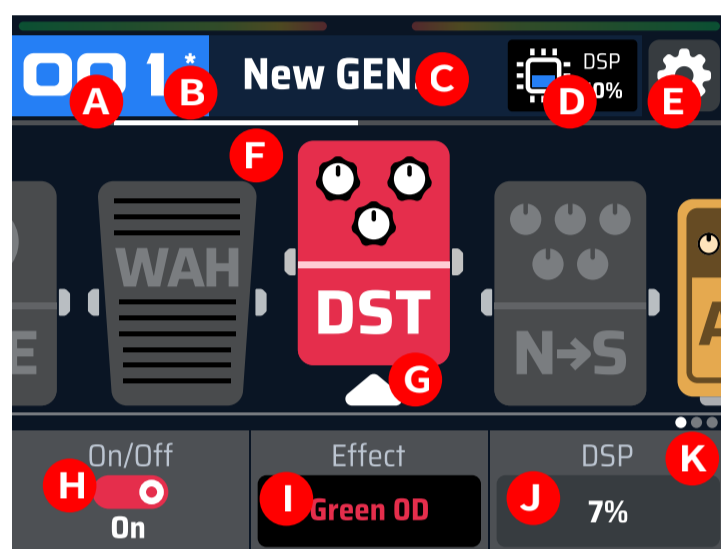 001*
A
B
New GEN.
C
DSP
0%
D
E
F
E
WAH
DST
N→S
A
G
K
On/Off
Effect
DSP
H
On
I
Green OD
J
7%